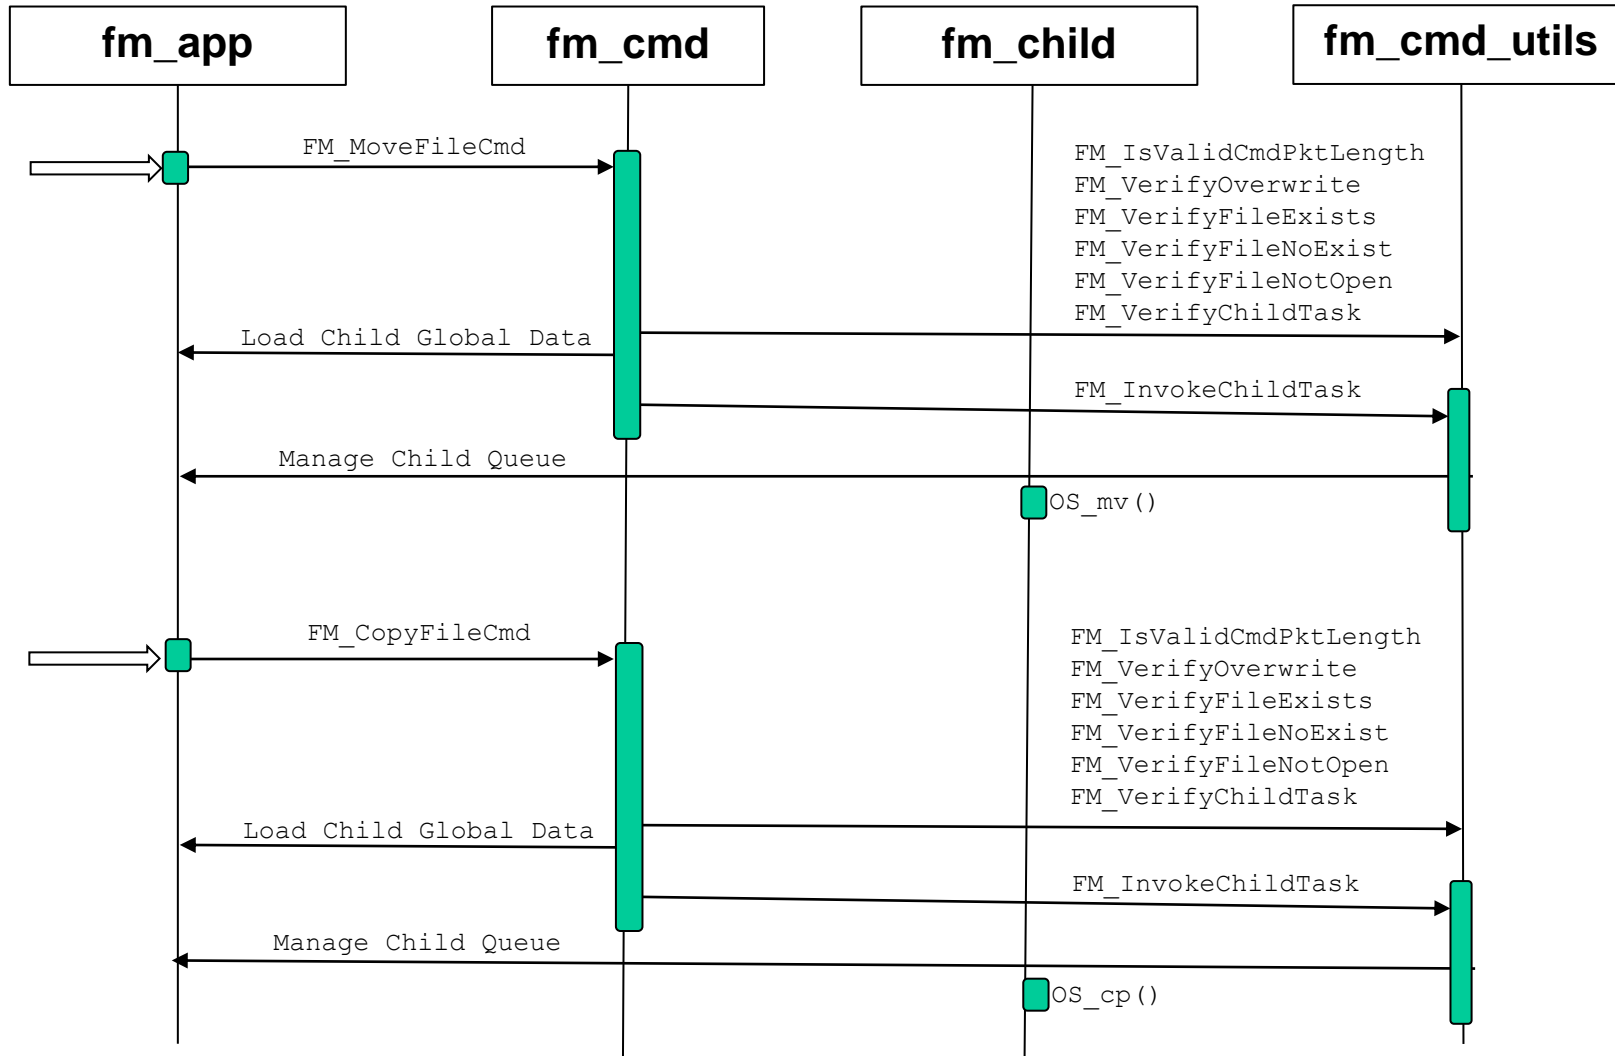 fm_app
fm_cmd
fm_child
fm_cmd_utils
FM_MoveFileCmd
FM_IsValidCmdPktLength
FM_VerifyOverwrite
FM_VerifyFileExists
FM_VerifyFileNoExist
FM_VerifyFileNotOpen
FM_VerifyChildTask
Load Child Global Data
FM_InvokeChildTask
Manage Child Queue
OS_mv()
FM_CopyFileCmd
FM_IsValidCmdPktLength
FM_VerifyOverwrite
FM_VerifyFileExists
FM_VerifyFileNoExist
FM_VerifyFileNotOpen
FM_VerifyChildTask
Load Child Global Data
FM_InvokeChildTask
Manage Child Queue
OS_cp()